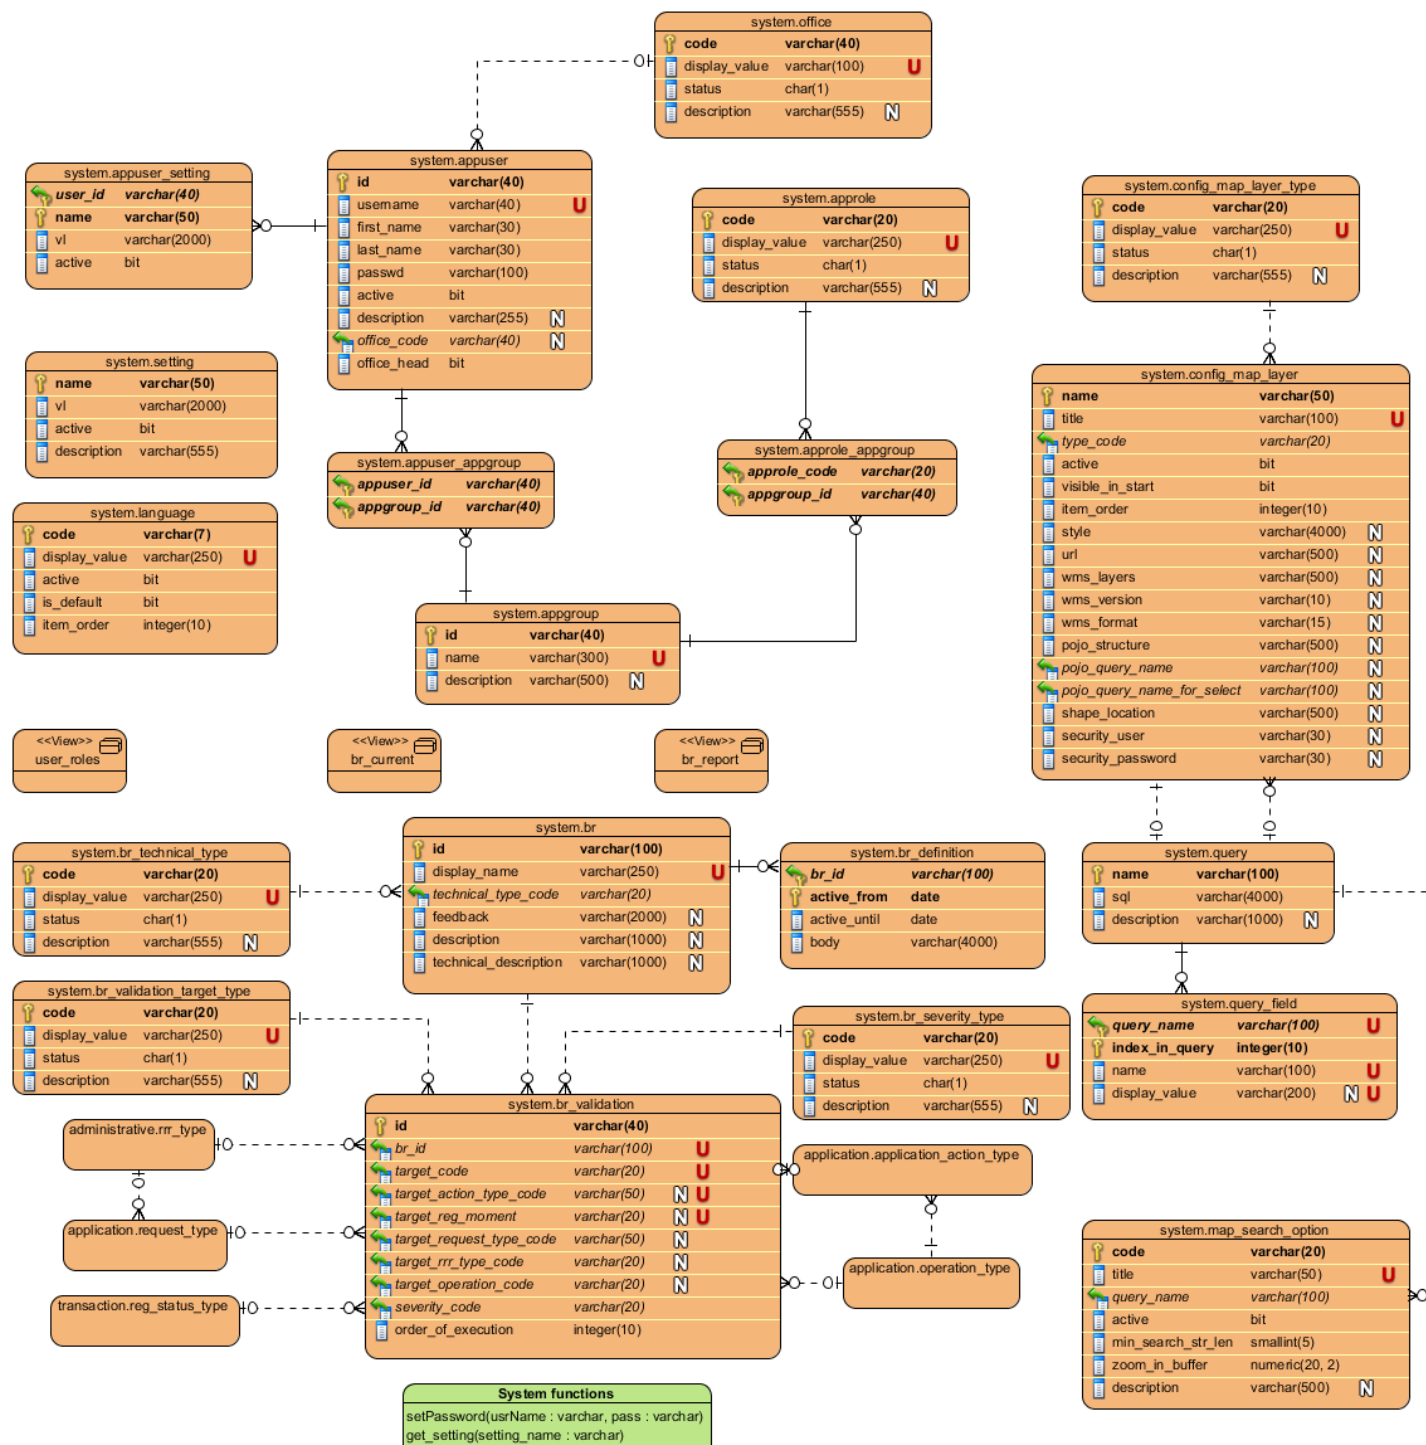 system.office
code varchar(40)
display_value varchar(100) U
status char(1)
description varchar(555) N
system.appuser_setting
user_id varchar(40)
name varchar(50)
vl varchar(2000)
active bit
system.appuser
id varchar(40)
username varchar(40) U
first_name varchar(30)
last_name varchar(30)
passwd varchar(100)
active bit
description varchar(255) N
office_code varchar(40) N
office_head bit
system.approle
code varchar(20)
display_value varchar(250) U
status char(1)
description varchar(555) N
system.config_map_layer_type
code varchar(20)
display_value varchar(250) U
status char(1)
description varchar(555) N
system.setting
name varchar(50)
vl varchar(2000)
active bit
description varchar(555)
system.config_map_layer
name varchar(50)
title varchar(100) U
type_code varchar(20)
active bit
visible_in_start bit
item_order integer(10)
style varchar(4000) N
url varchar(500) N
wms_layers varchar(500) N
wms_version varchar(10) N
wms_format varchar(15) N
pojo_structure varchar(500) N
pojo_query_name varchar(100) N
pojo_query_name_for_select varchar(100) N
shape_location varchar(500) N
security_user varchar(30) N
security_password varchar(30) N
system.appuser_appgroup
appuser_id varchar(40)
appgroup_id varchar(40)
system.approle_appgroup
approle_code varchar(20)
appgroup_id varchar(40)
system.language
code varchar(7)
display_value varchar(250) U
active bit
is_default bit
item_order integer(10)
system.appgroup
id varchar(40)
name varchar(300) U
description varchar(500) N
<<View>>
user_roles
<<View>>
br_current
<<View>>
br_report
system.br_technical_type
code varchar(20)
display_value varchar(250) U
status char(1)
description varchar(555) N
system.br
id varchar(100)
display_name varchar(250) U
technical_type_code varchar(20)
feedback varchar(2000) N
description varchar(1000) N
technical_description varchar(1000) N
system.br_definition
br_id varchar(100)
active_from date
active_until date
body varchar(4000)
system.query
name varchar(100)
sql varchar(4000)
description varchar(1000) N
system.br_validation_target_type
code varchar(20)
display_value varchar(250) U
status char(1)
description varchar(555) N
system.br_severity_type
code varchar(20)
display_value varchar(250) U
status char(1)
description varchar(555) N
system.query_field
query_name varchar(100) U
index_in_query integer(10)
name varchar(100) U
display_value varchar(200) N U
system.br_validation
id varchar(40)
br_id varchar(100) U
target_code varchar(20) U
target_action_type_code varchar(50) N U
target_reg_moment varchar(20) N U
target_request_type_code varchar(50) N
target_rrr_type_code varchar(20) N
target_operation_code varchar(20) N
severity_code varchar(20)
order_of_execution integer(10)
administrative.rrr_type
application.request_type
transaction.reg_status_type
application.application_action_type
application.operation_type
system.map_search_option
code varchar(20)
title varchar(50) U
query_name varchar(100)
active bit
min_search_str_len smallint(5)
zoom_in_buffer numeric(20, 2)
description varchar(500) N
System functions
setPassword(usrName : varchar, pass : varchar)
get_setting(setting_name : varchar)